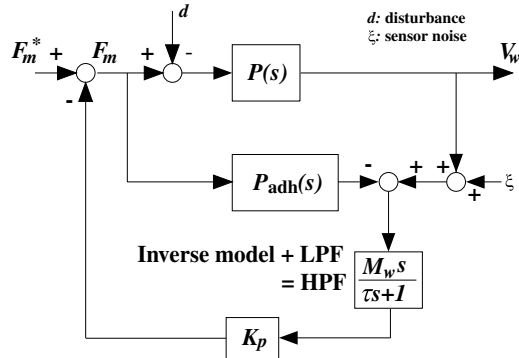 d
d: disturbance
ξ: sensor noise
F_m^* + F_m + - P(s) V_w
-
P_adh(s) - + + + ξ
Inverse model + LPF
= HPF
M_w s
τs+1
K_p